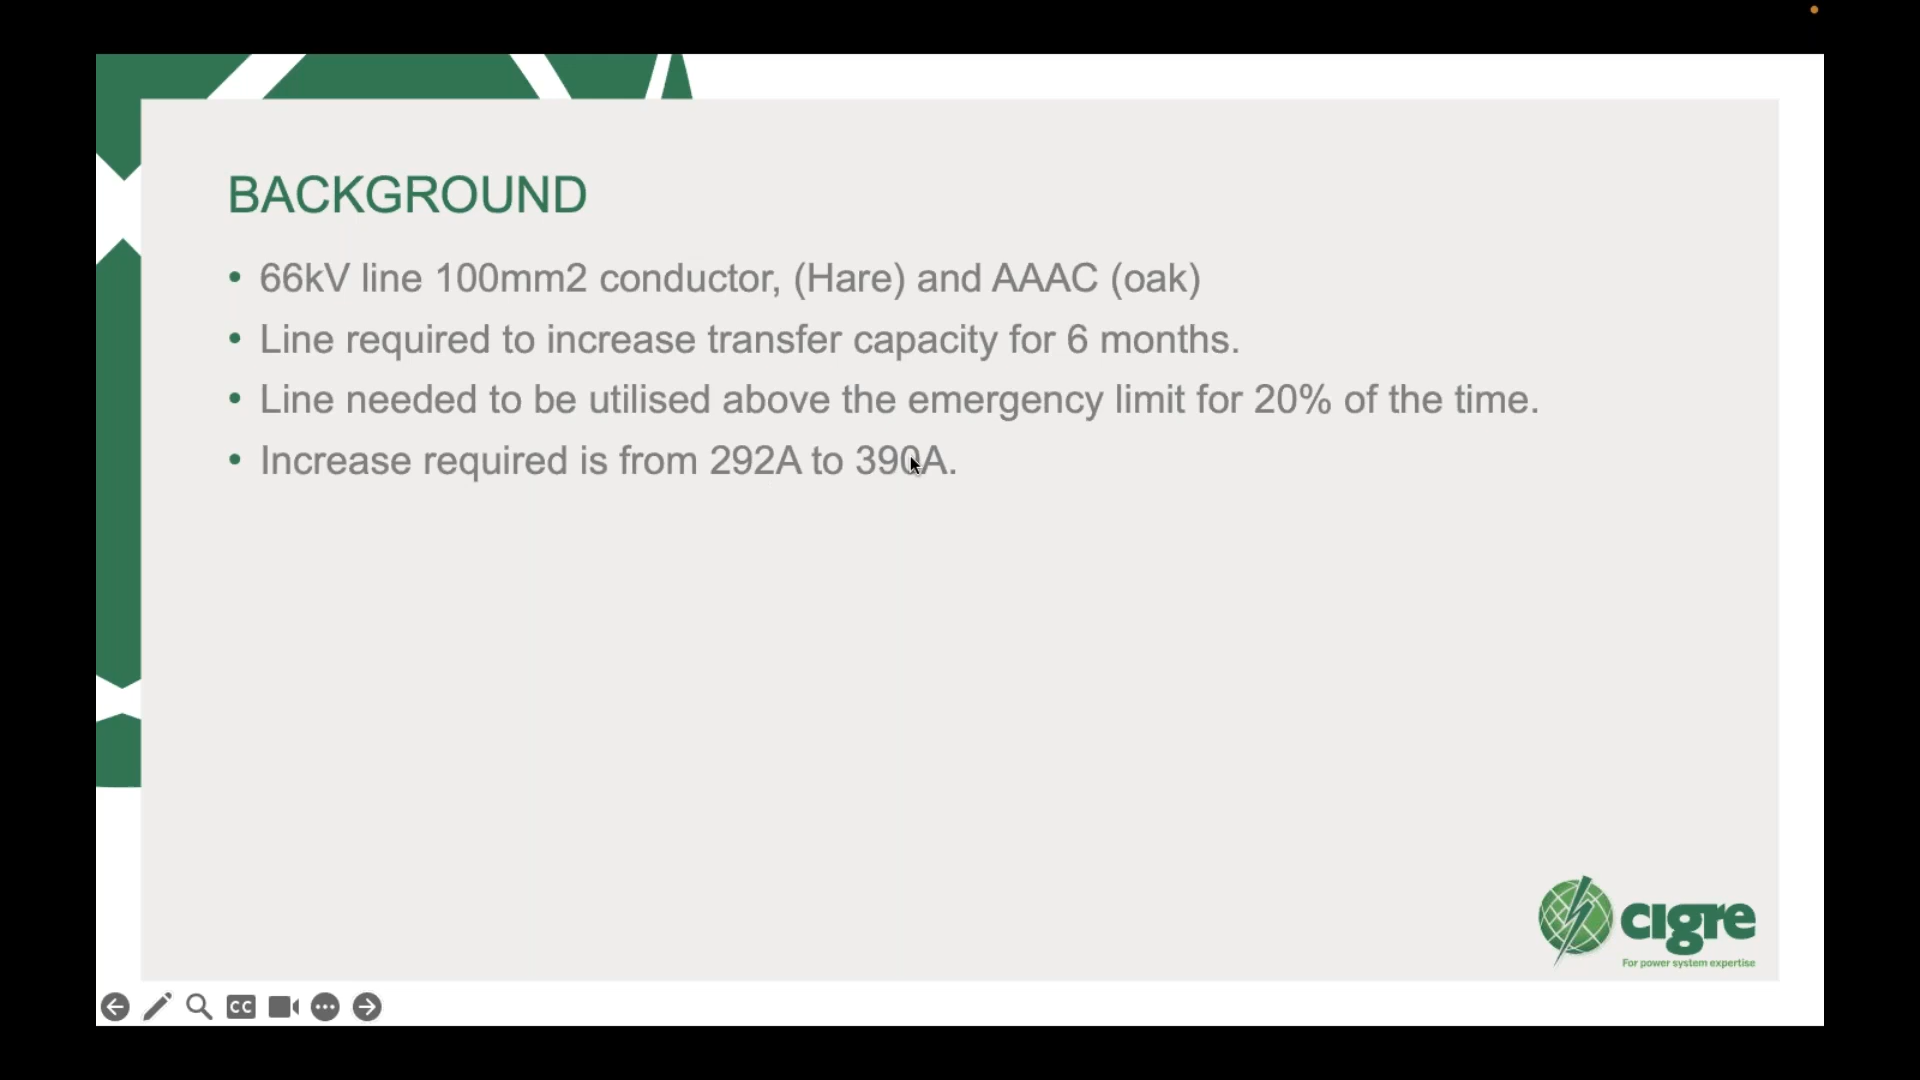 BACKGROUND
• 66kV line 100mm2 conductor, (Hare) and AAAC (oak)
• Line required to increase transfer capacity for 6 months.
• Line needed to be utilised above the emergency limit for 20% of the time.
• Increase required is from 292A to 390A.
cigre
For power system expertise
CC